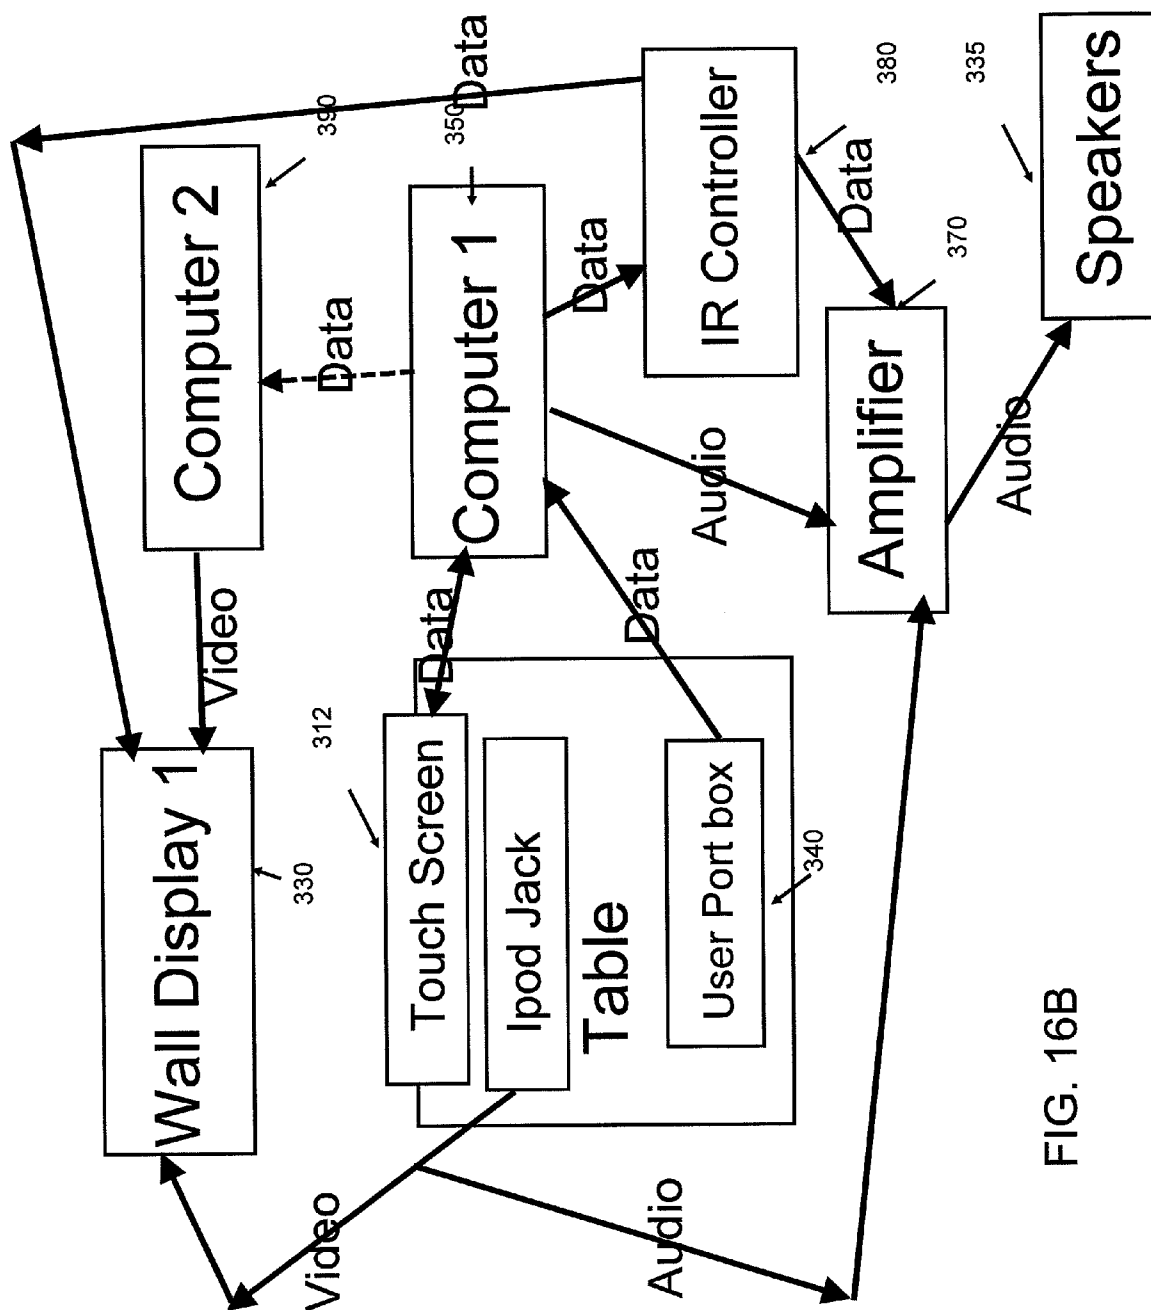 Wall Display 1
330
Video
Computer 2
390
Data
Data
Touch Screen
312
Data
Computer 1
350
Ipod Jack
Table
User Port box
340
Data
Data
IR Controller
380
Video
Audio
Audio
Data
Amplifier
370
Audio
Speakers
335
FIG. 16B